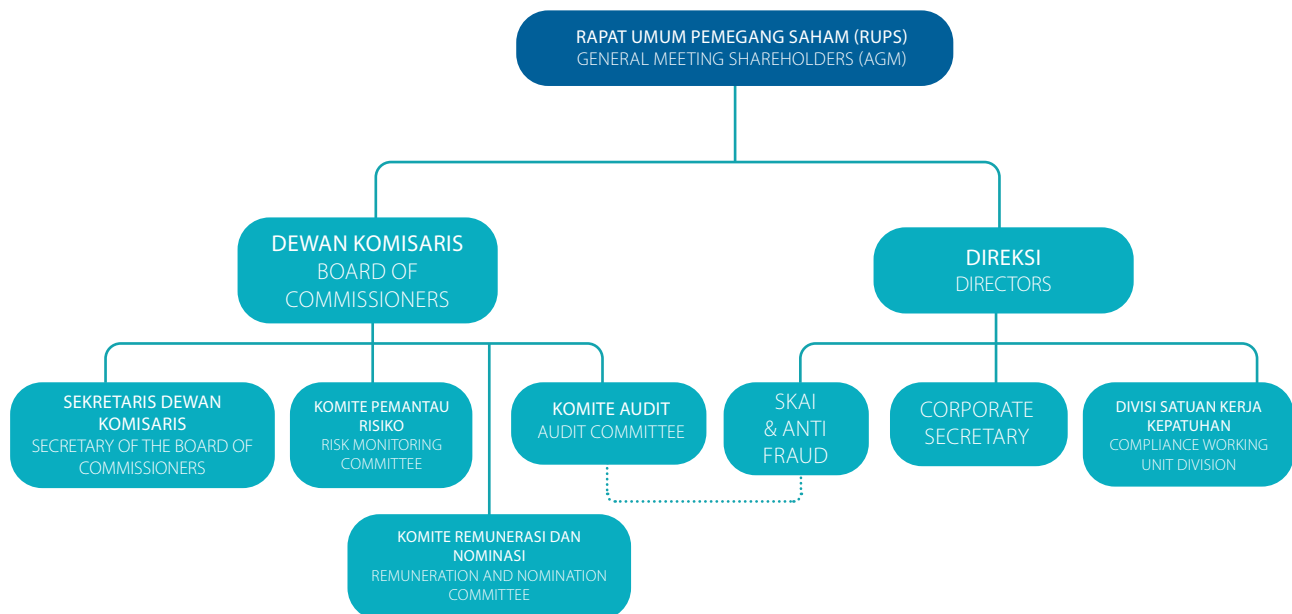 RAPAT UMUM PEMEGANG SAHAM (RUPS)
GENERAL MEETING SHAREHOLDERS (AGM)
DEWAN KOMISARIS
BOARD OF
COMMISSIONERS
DIREKSI
DIRECTORS
SEKRETARIS DEWAN
KOMISARIS
SECRETARY OF THE BOARD OF
COMMISSIONERS
KOMITE PEMANTAU
RISIKO
RISK MONITORING
COMMITTEE
KOMITE AUDIT
AUDIT COMMITTEE
SKAI
& ANTI
FRAUD
CORPORATE
SECRETARY
DIVISI SATUAN KERJA
KEPATUHAN
COMPLIANCE WORKING
UNIT DIVISION
KOMITE REMUNERASI DAN
NOMINASI
REMUNERATION AND NOMINATION
COMMITTEE